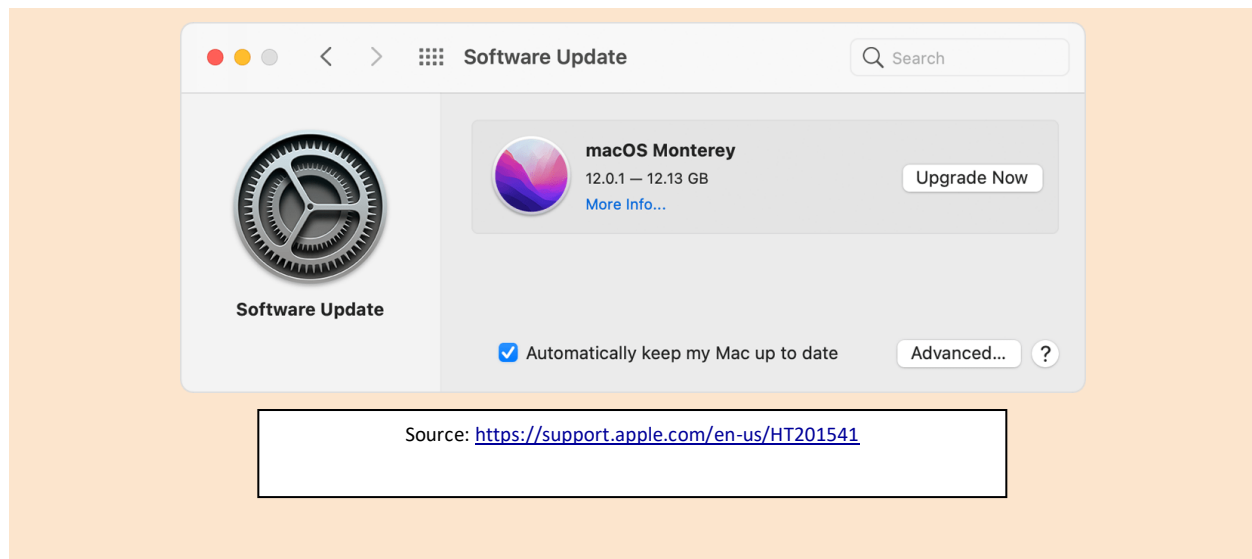 Software Update
Search
macOS Monterey
12.0.1 — 12.13 GB
More Info...
Upgrade Now
Software Update
Automatically keep my Mac up to date
Advanced...
?
Source: https://support.apple.com/en-us/HT201541